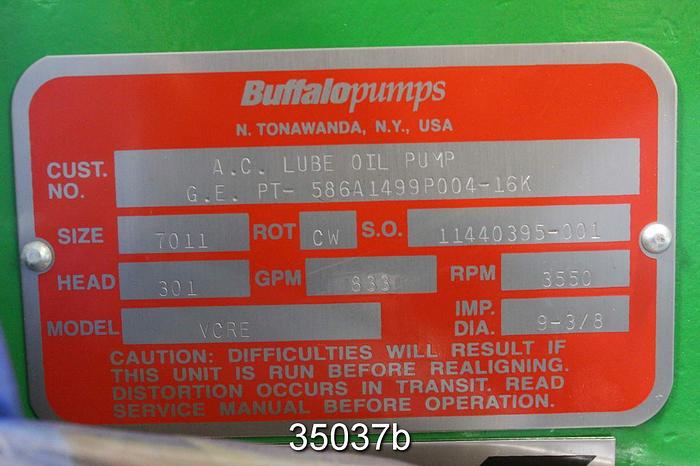 Buffalopumps
N. TONAWANDA, N.Y., USA
CUST. NO. A.C. LUBE OIL PUMP
G.E. PT- 586A1499P004-16K
SIZE 7011 ROT CW S.O. 11440395-001
HEAD 301 GPM 833 RPM 3550
MODEL VCRE IMP. DIA. 9-3/8
CAUTION: DIFFICULTIES WILL RESULT IF
THIS UNIT IS RUN BEFORE REALIGNING.
DISTORTION OCCURS IN TRANSIT. READ
SERVICE MANUAL BEFORE OPERATION.
35037b